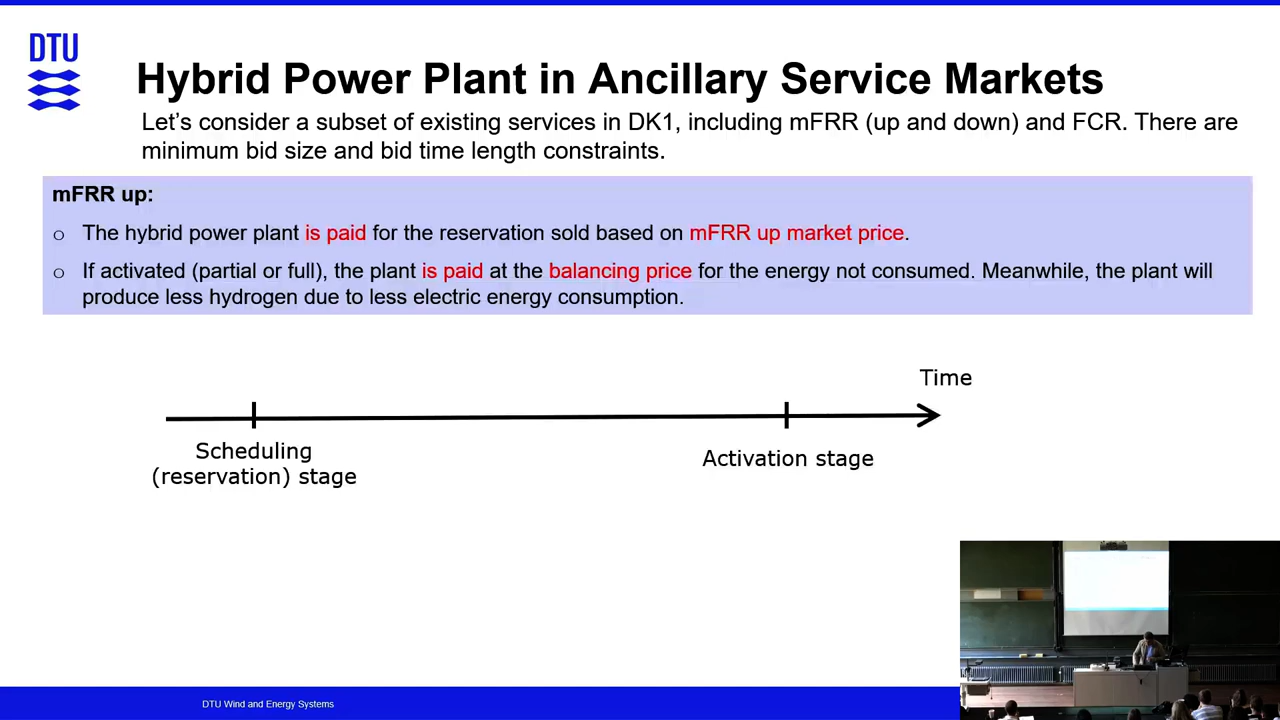 DTU
Hybrid Power Plant in Ancillary Service Markets
Let's consider a subset of existing services in DK1, including mFRR (up and down) and FCR. There are
minimum bid size and bid time length constraints.
mFRR up:
o The hybrid power plant is paid for the reservation sold based on mFRR up market price.
o If activated (partial or full), the plant is paid at the balancing price for the energy not consumed. Meanwhile, the plant will
produce less hydrogen due to less electric energy consumption.
Time
Scheduling
(reservation) stage
Activation stage
DTU Wind and Energy Systems